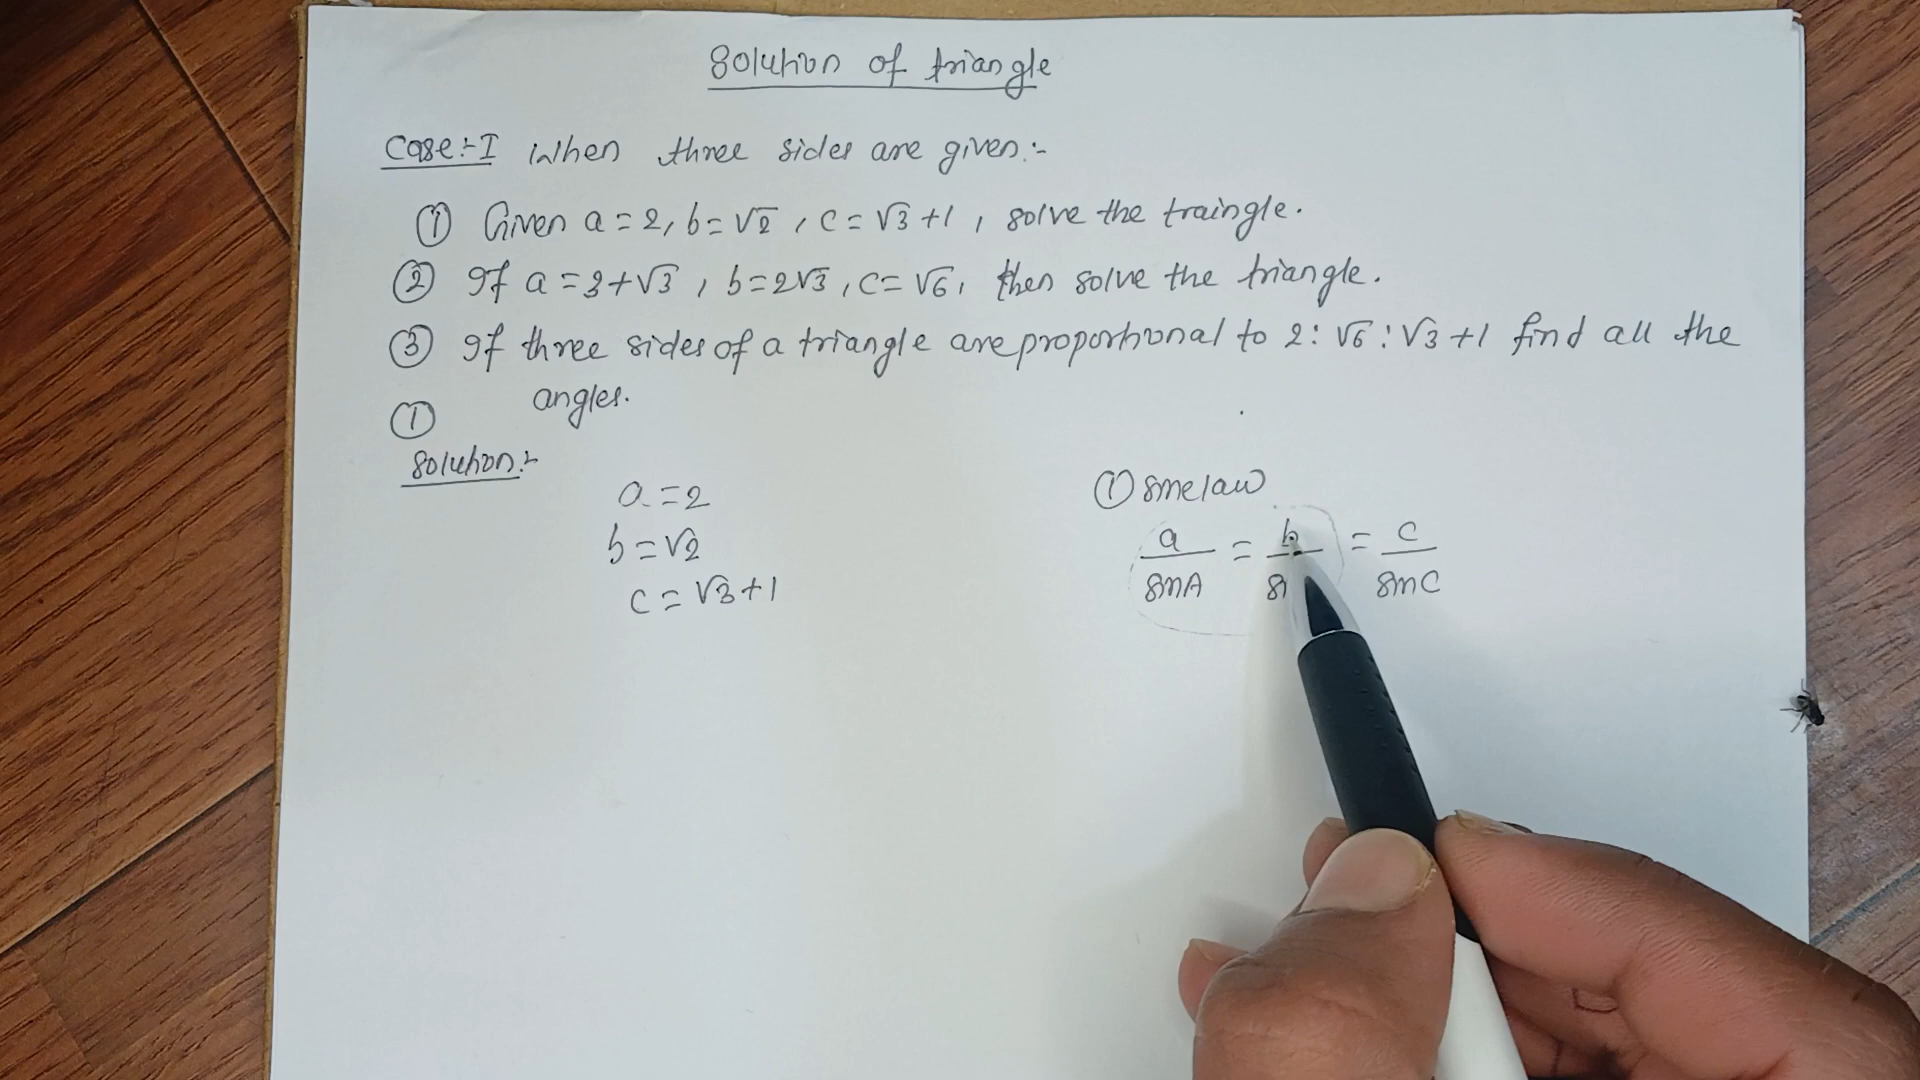 Solution of triangle
Case:-I When three sides are given:-
① Given a = 2, b = √2, c = √3 + 1, solve the traingle.
② If a = 3+√3, b = 2√3, c = √6, then solve the triangle.
③ If three sides of a triangle are proportional to 2 : √6 : √3 + 1 find all the
angles.
①
Solution:-
a = 2
b = √2
c = √3 + 1
① sine law
a/sinA = b/ = c/sinC